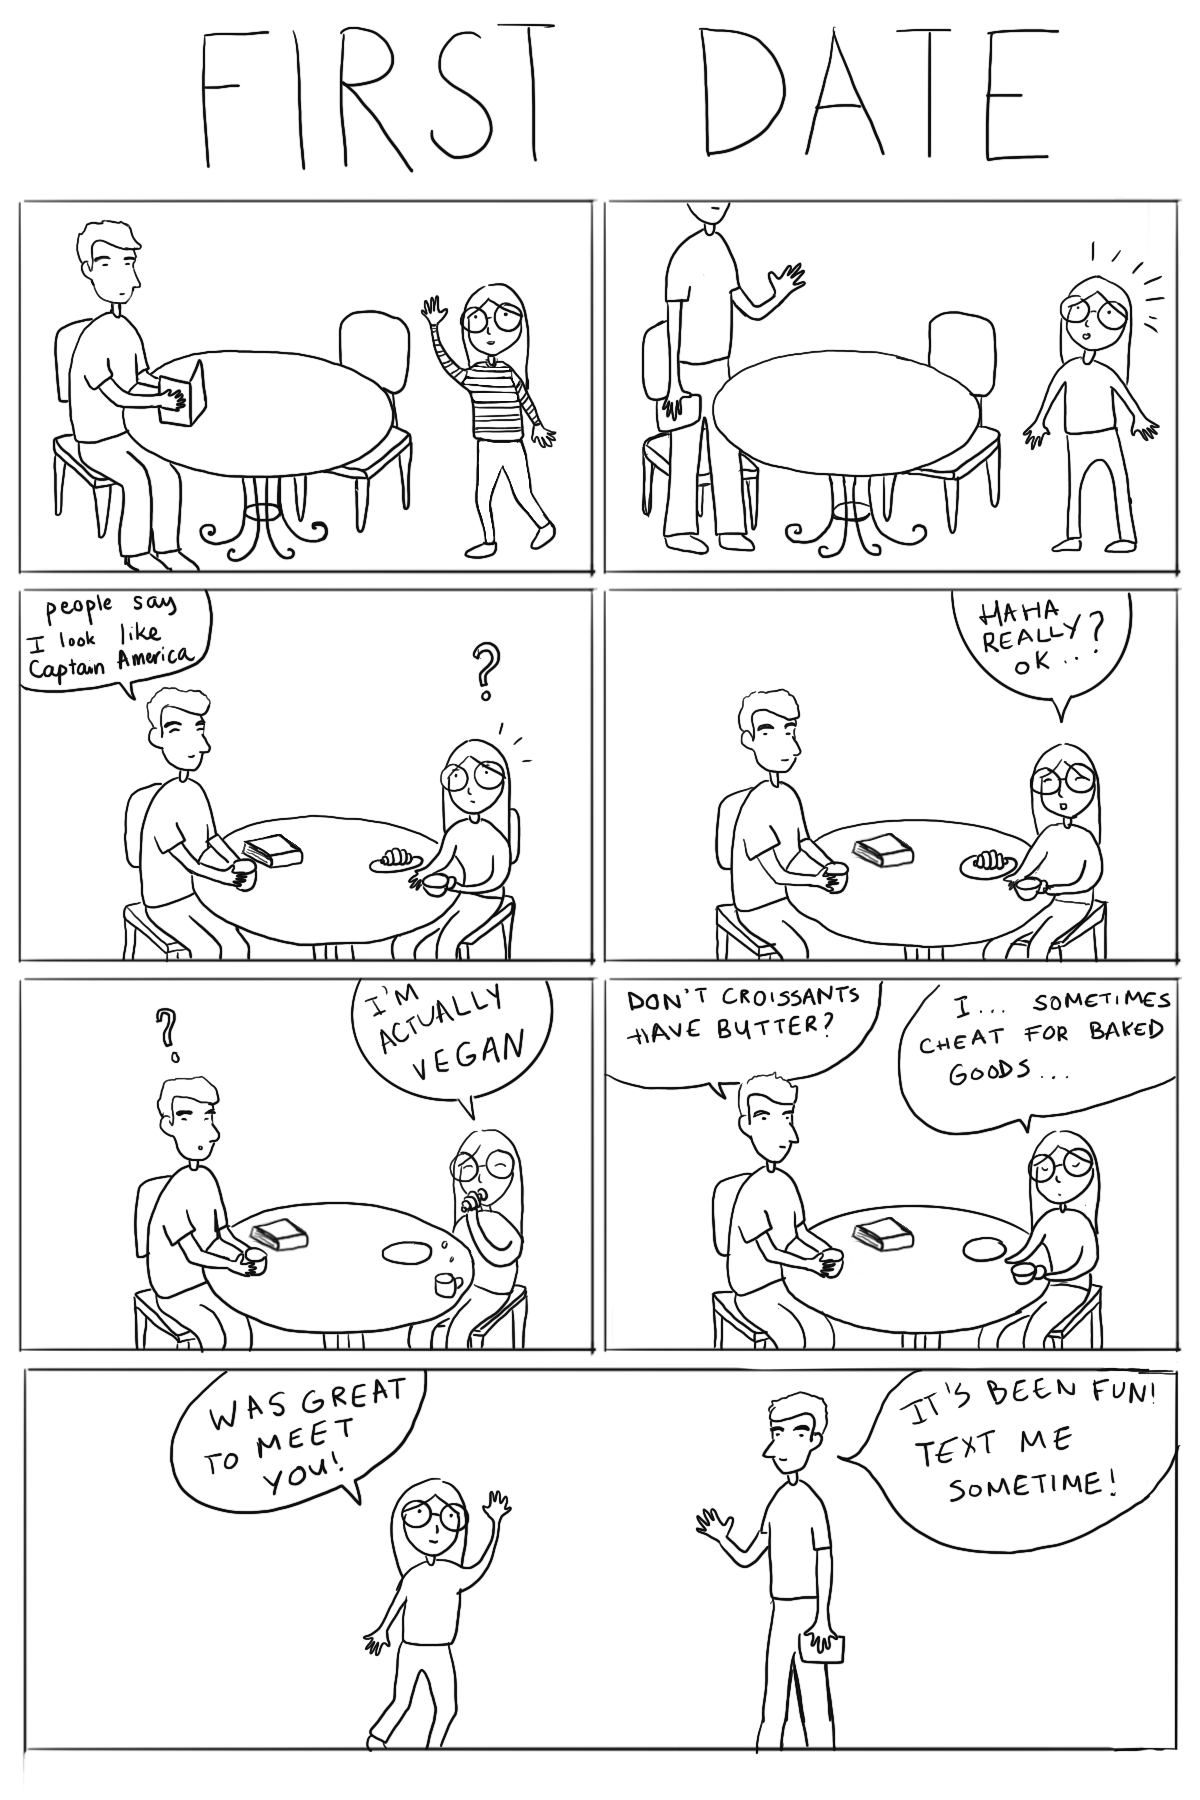 FIRST DATE
people say
I look like
Captain America
?
HAHA
REALLY?
OK...
?
I'M
ACTUALLY
VEGAN
DON'T CROISSANTS
HAVE BUTTER?
I... SOMETIMES
CHEAT FOR BAKED
GOODS...
WAS GREAT
TO MEET
YOU!
IT'S BEEN FUN!
TEXT ME
SOMETIME!